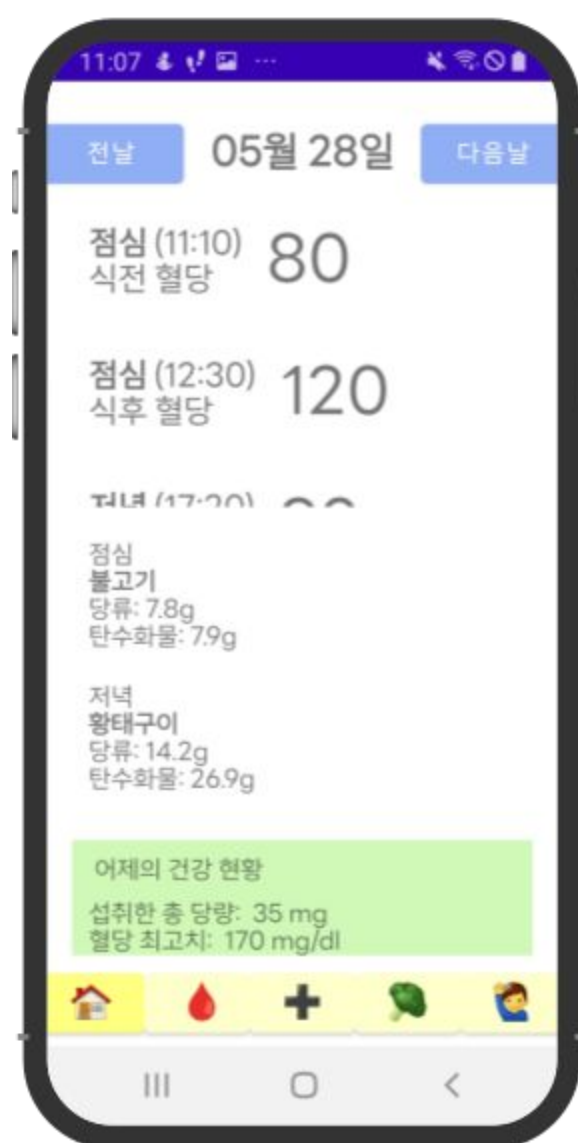 11:07
전날 05월 28일 다음날
점심 (11:10) 80
식전 혈당
점심 (12:30) 120
식후 혈당
저녁 (17:20)
점심
불고기
당류: 7.8g
탄수화물: 7.9g
저녁
황태구이
당류: 14.2g
탄수화물: 26.9g
어제의 건강 현황
섭취한 총 당량: 35 mg
혈당 최고치: 170 mg/dl